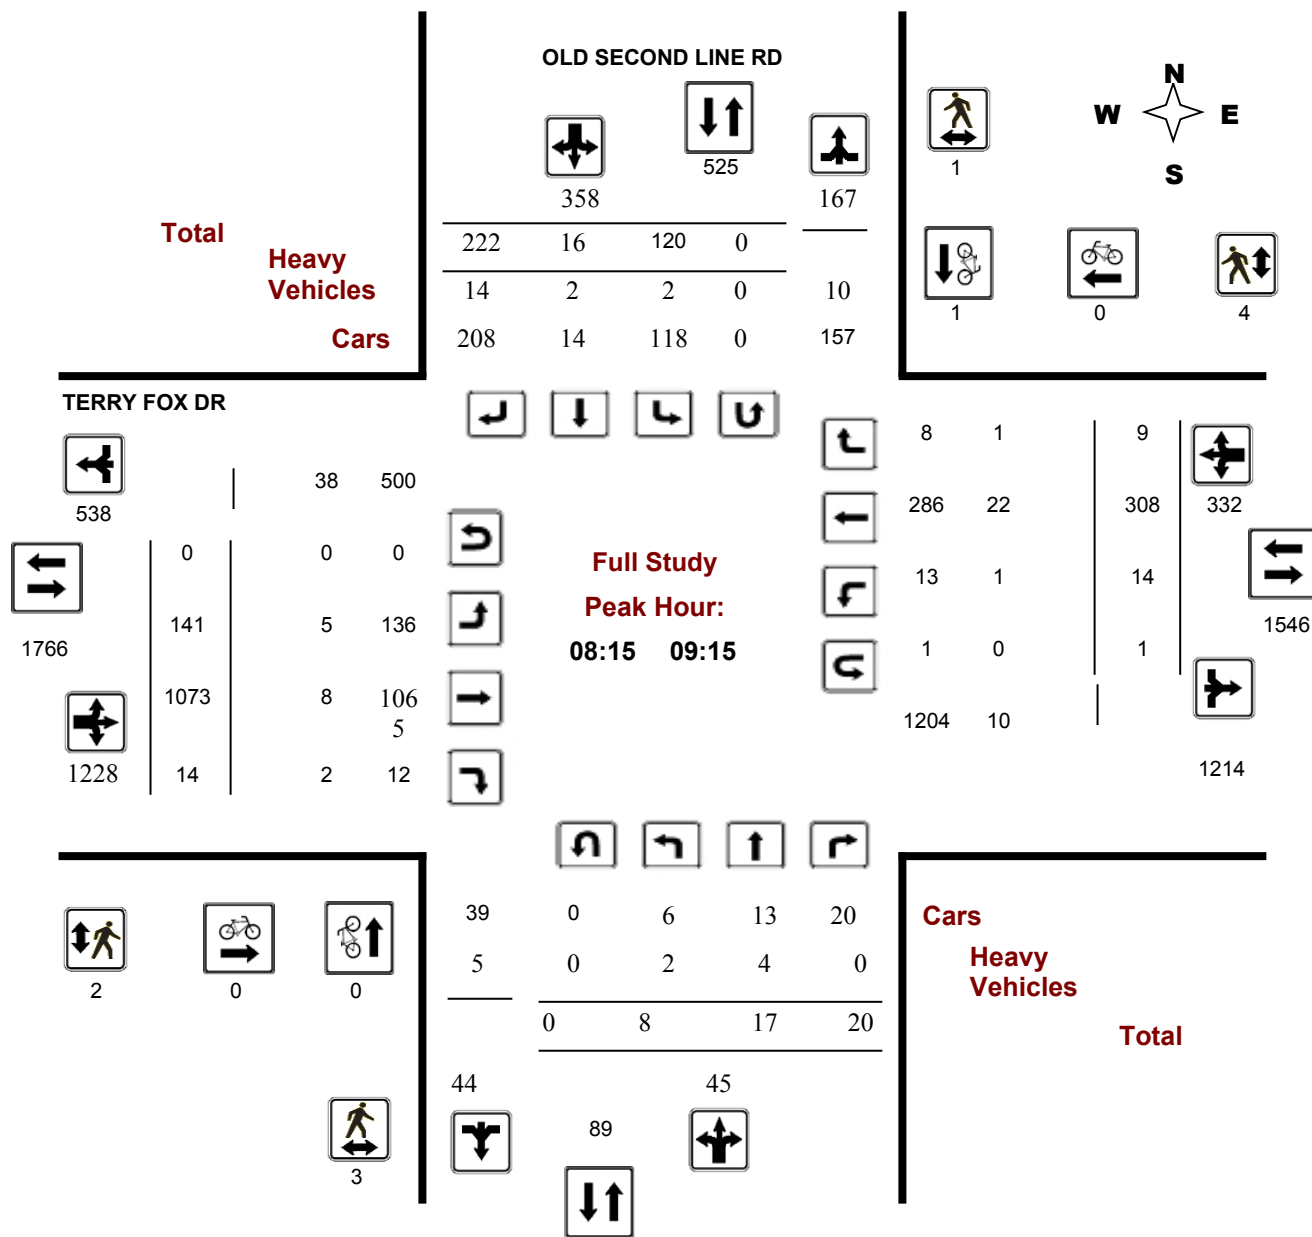 OLD SECOND LINE RD
N
W E
S
525
1
358 167
Total 222 16 120 0
Heavy
Vehicles 14 2 2 0 10
1 0 4
Cars 208 14 118 0 157
TERRY FOX DR
8 1 9
38 500
538
286 22 308 332
0 0 0
Full Study
13 1 14
Peak Hour:
141 5 136
1766
08:15 09:15
1 0 1
1546
1073 8 106
5
1204 10
1228 14 2 12
1214
39 0 6 13 20
Cars
5 0 2 4 0
Heavy
Vehicles
2 0 0
0 8 17 20
Total
44 45
89
3